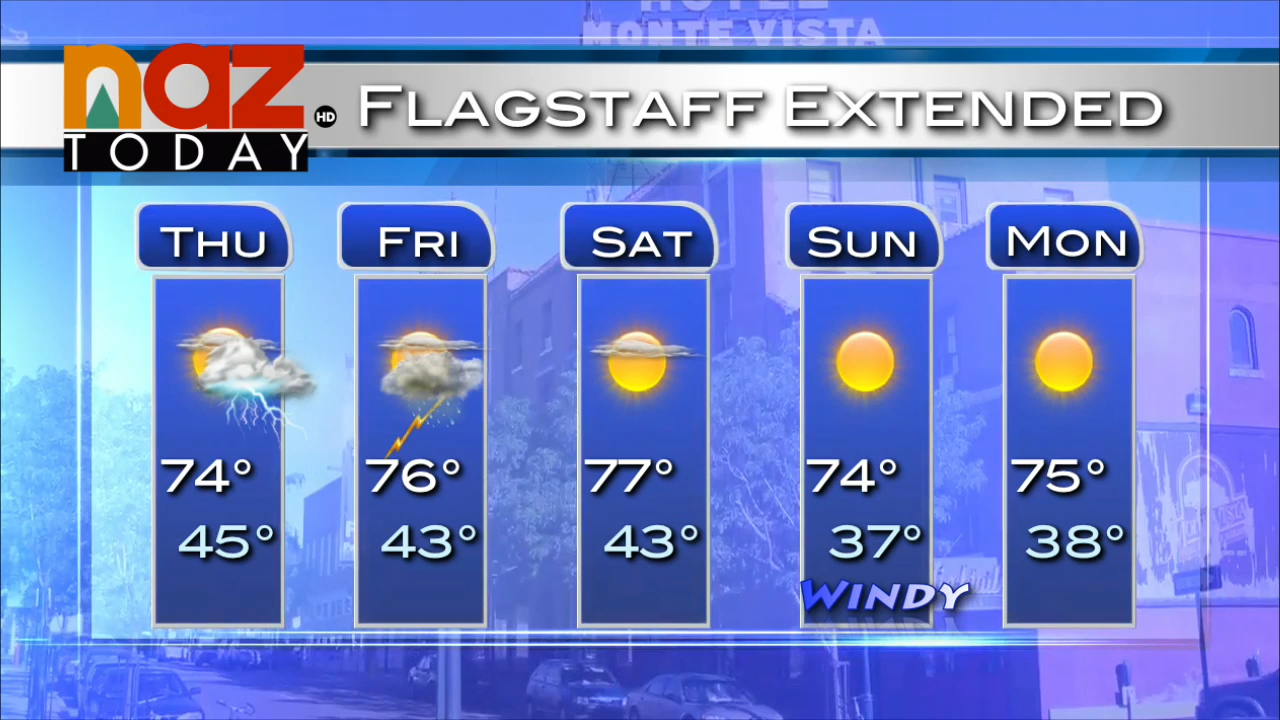 HOTEL
MONTE VISTA
naz
TODAY
HD
FLAGSTAFF EXTENDED
THU
FRI
SAT
SUN
MON
74° 76° 77° 74° 75°
45° 43° 43° 37° 38°
WINDY